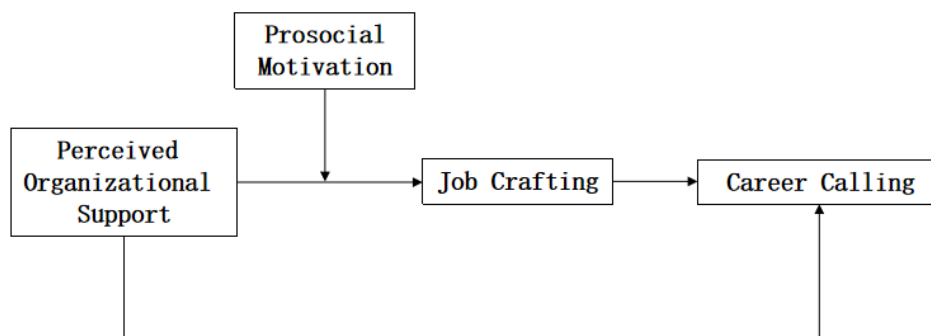 Prosocial
Motivation
Perceived
Organizational
Support
Job Crafting
Career Calling